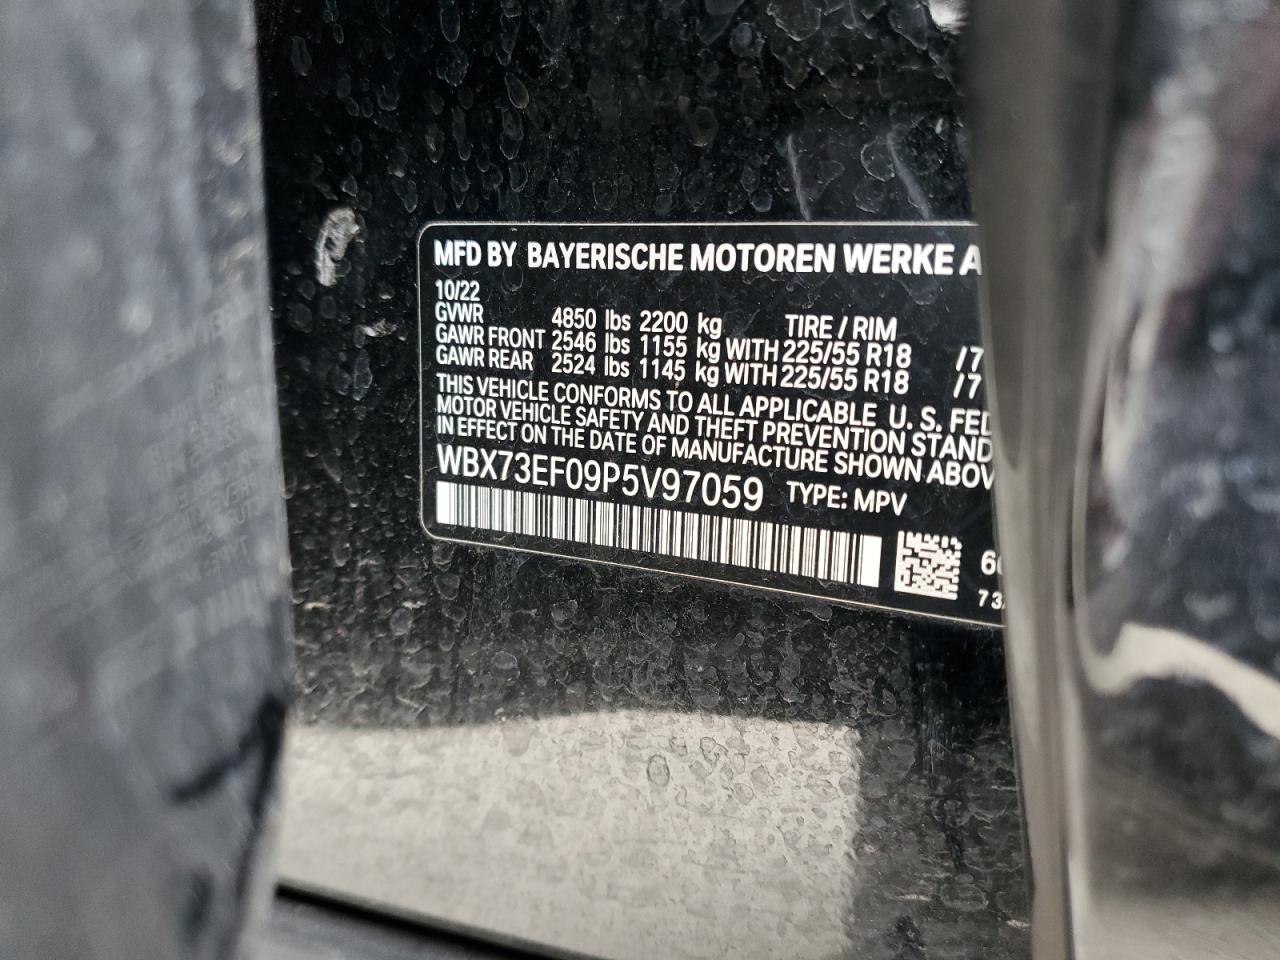 MFD BY BAYERISCHE MOTOREN WERKE A
10/22
GVWR 4850 lbs 2200 kg TIRE / RIM
GAWR FRONT 2546 lbs 1155 kg WITH 225/55 R18 /7
GAWR REAR 2524 lbs 1145 kg WITH 225/55 R18 /7
THIS VEHICLE CONFORMS TO ALL APPLICABLE U. S. FED
MOTOR VEHICLE SAFETY AND THEFT PREVENTION STAND
IN EFFECT ON THE DATE OF MANUFACTURE SHOWN ABOV
WBX73EF09P5V97059 TYPE: MPV